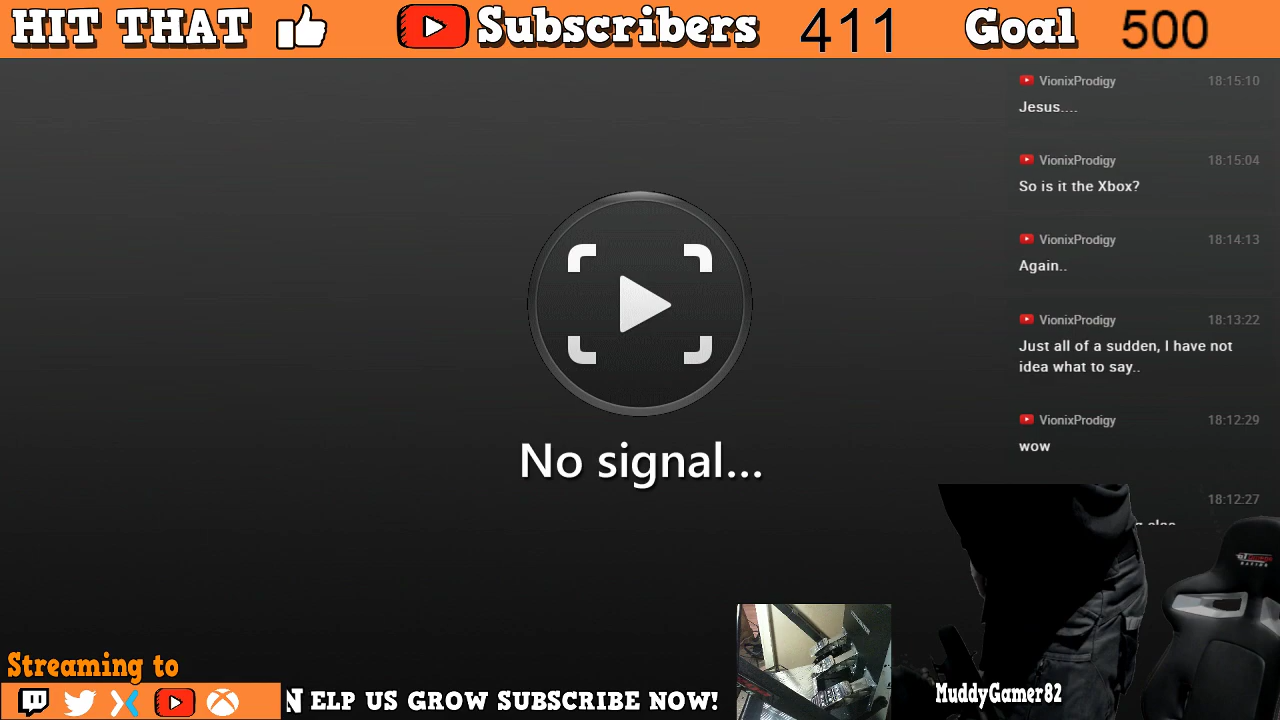 HIT THAT
Subscribers 411
Goal 500
VionixProdigy 18:15:10
Jesus....
VionixProdigy 18:15:04
So is it the Xbox?
VionixProdigy 18:14:13
Again..
VionixProdigy 18:13:22
Just all of a sudden, I have not
idea what to say..
VionixProdigy 18:12:29
wow
18:12:27
No signal...
Streaming to
ELP US GROW SUBSCRIBE NOW!
MuddyGamer82